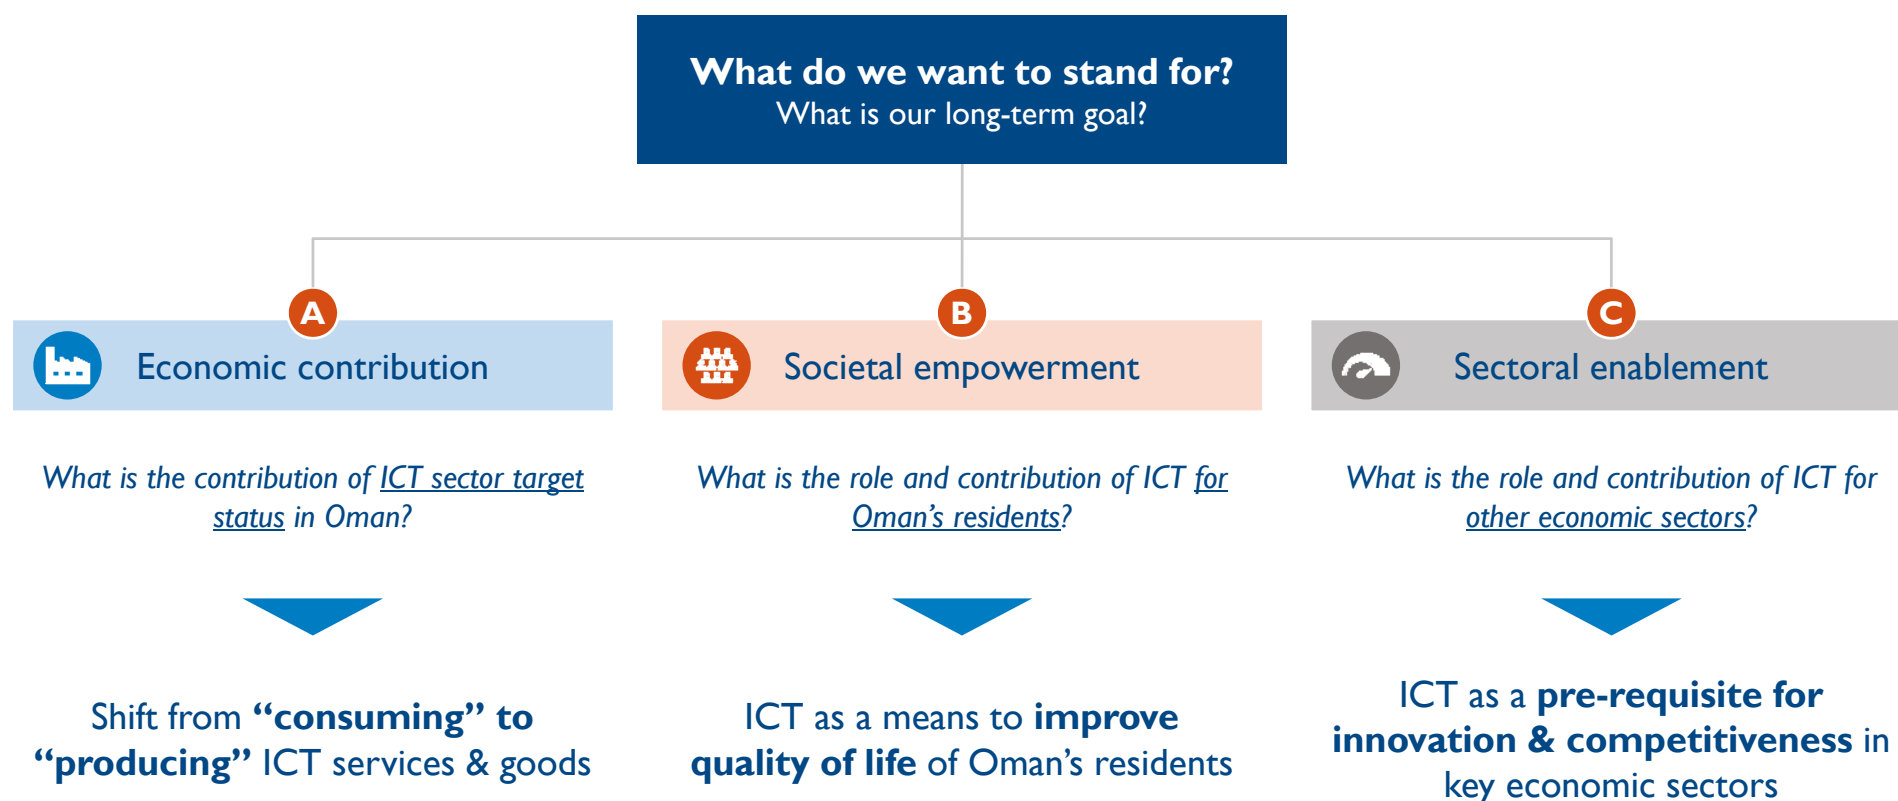 What do we want to stand for?
What is our long-term goal?
A
Economic contribution
What is the contribution of ICT sector target
status in Oman?
Shift from “consuming” to
“producing” ICT services & goods
B
Societal empowerment
What is the role and contribution of ICT for
Oman’s residents?
ICT as a means to improve
quality of life of Oman’s residents
C
Sectoral enablement
What is the role and contribution of ICT for
other economic sectors?
ICT as a pre-requisite for
innovation & competitiveness in
key economic sectors